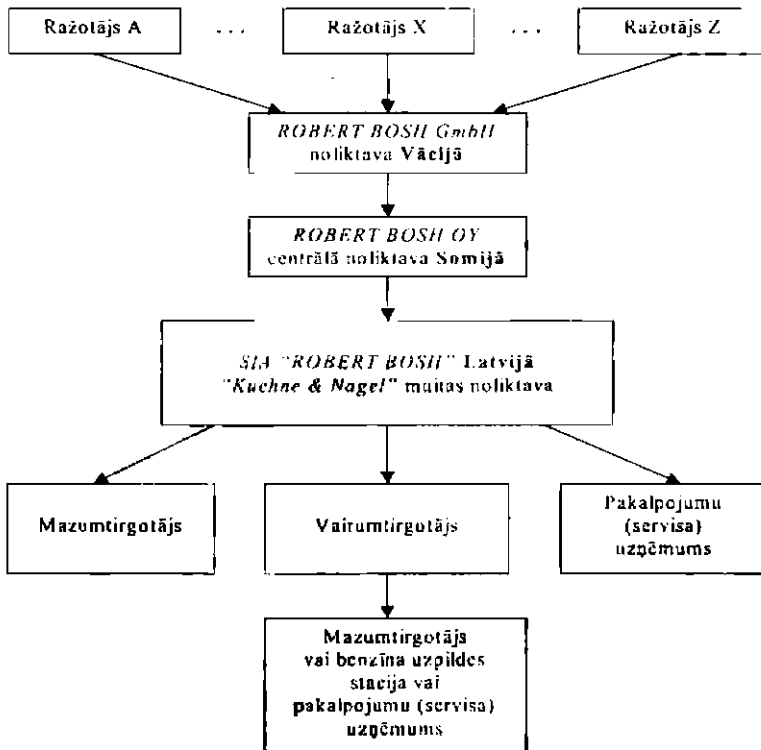 Ražotājs A ... Ražotājs X ... Ražotājs Z
ROBERT BOSH GmbH
noliktava Vācijā
ROBERT BOSH OY
centrālā noliktava Somijā
SIA "ROBERT BOSH" Latvijā
"Kuehne & Nagel" muitas noliktava
Mazumtirgotājs
Vairumtirgotājs
Pakalpojumu
(servisa)
uzņēmums
Mazumtirgotājs
vai benzīna uzpildes
stacija vai
pakalpojumu (servisa)
uzņēmums